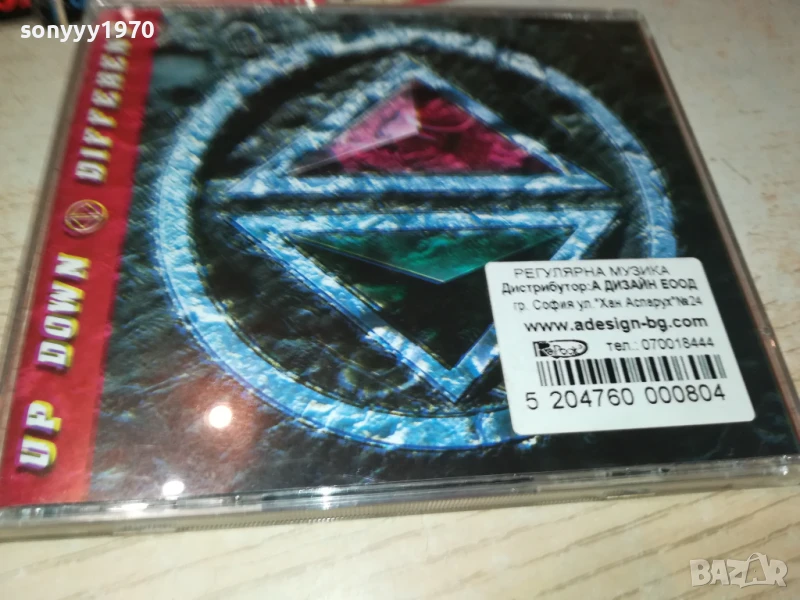 sonyyy1970
UP DOWN DIFFEREN
РЕГУЛЯРНА МУЗИКА
Дистрибутор:А ДИЗАЙН ЕООД
гр. София ул."Хан Аспарух"№24
www.adesign-bg.com
тел.: 070018444
5 204760 000804
BAZAR